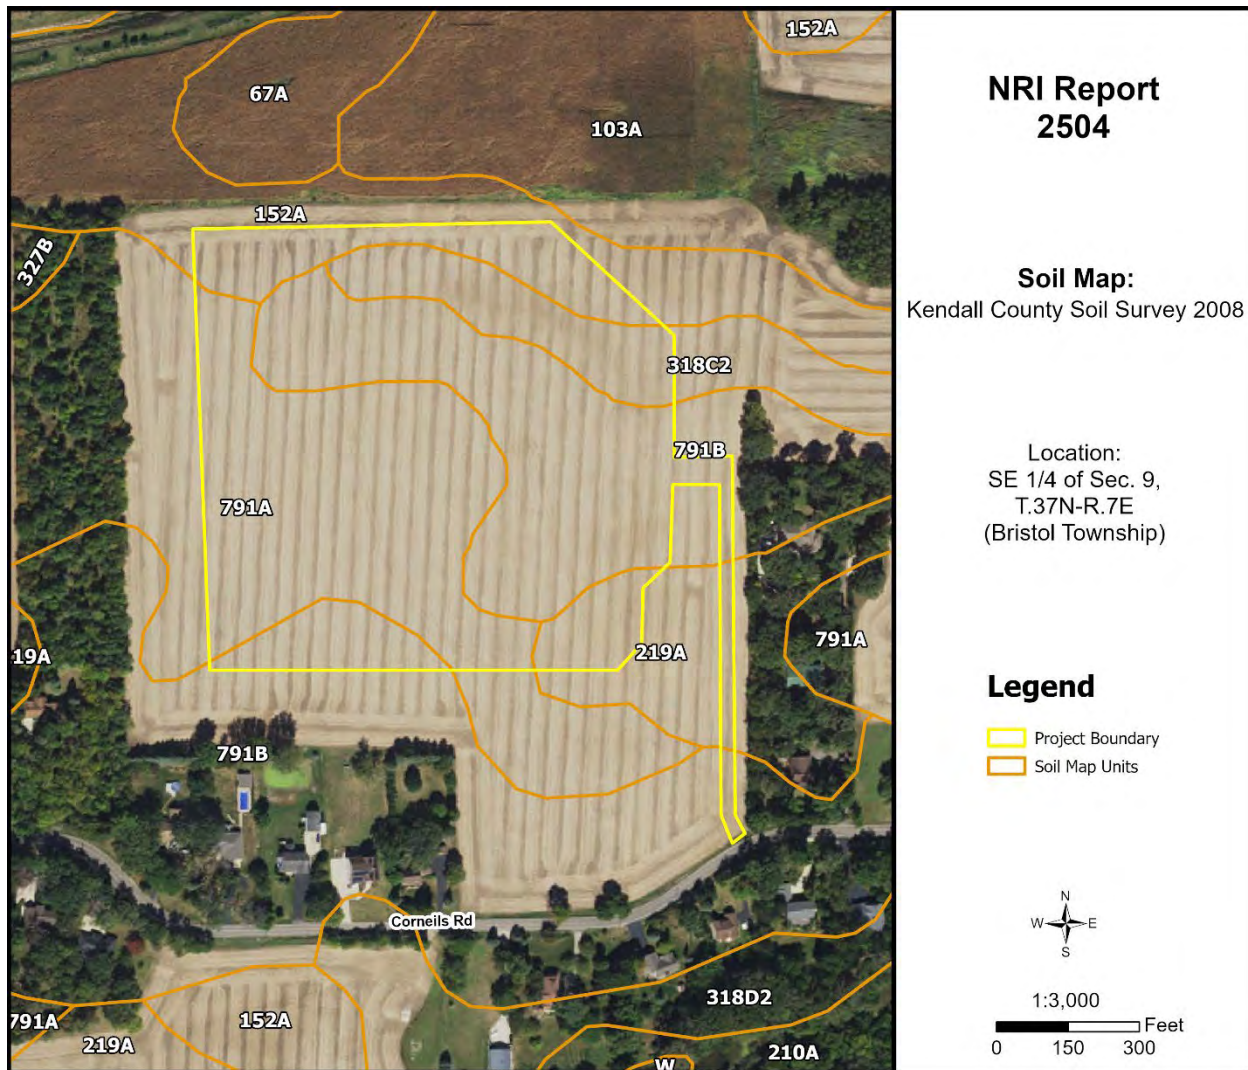 152A
67A
103A
152A
327B
318C2
791B
791A
219A
791A
19A
791B
Corneils Rd
318D2
791A
152A
219A
210A
W
NRI Report
2504
Soil Map:
Kendall County Soil Survey 2008
Location:
SE 1/4 of Sec. 9,
T.37N-R.7E
(Bristol Township)
Legend
Project Boundary
Soil Map Units
N
W E
S
1:3,000
Feet
0 150 300